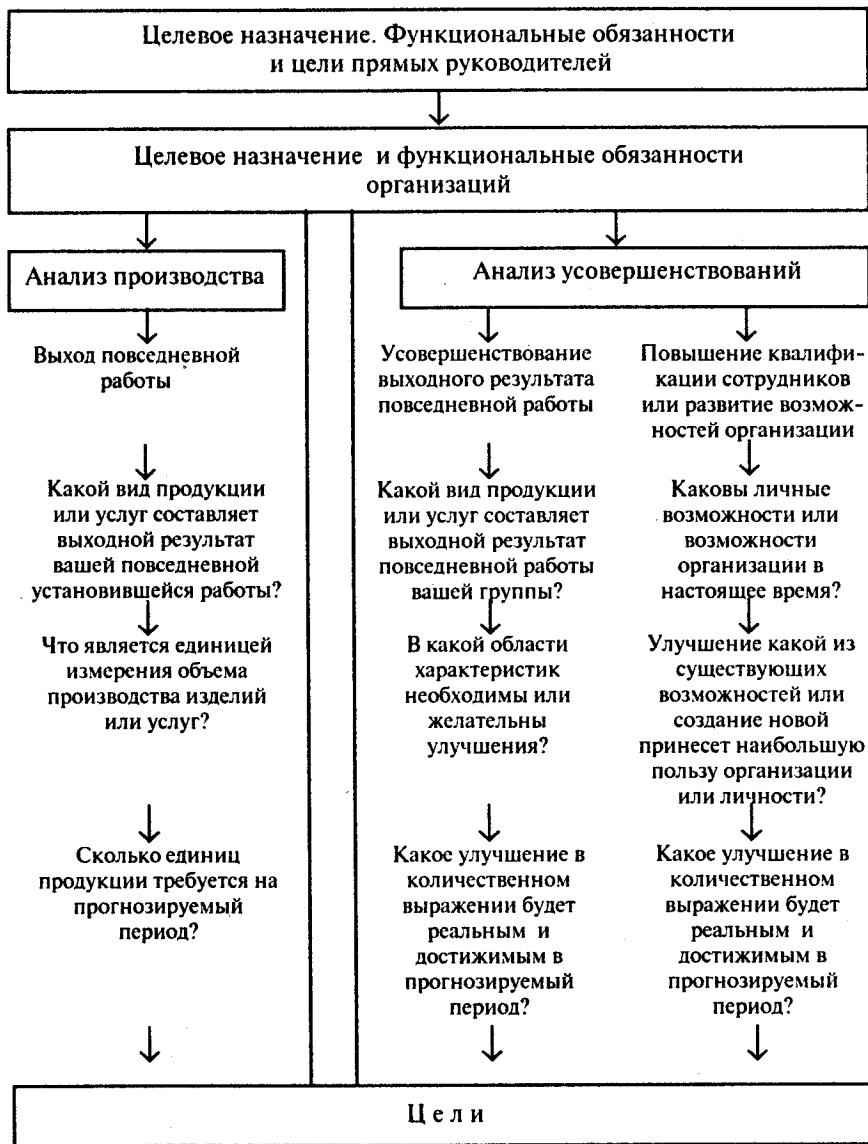 Целевое назначение. Функциональные обязанности
и цели прямых руководителей
Целевое назначение и функциональные обязанности
организаций
Анализ производства
Анализ усовершенствований
Выход повседневной
работы
Усовершенствование
выходного результата
повседневной работы
Повышение квалифи-
кации сотрудников
или развитие возмож-
ностей организации
Какой вид продукции
или услуг составляет
выходной результат
вашей повседневной
установившейся работы?
Какой вид продукции
или услуг составляет
выходной результат
повседневной работы
вашей группы?
Каковы личные
возможности или
возможности
организации в
настоящее время?
Что является единицей
измерения объема
производства изделий
или услуг?
В какой области
характеристик
необходимы или
желательны
улучшения?
Улучшение какой из
существующих
возможностей или
создание новой
принесет наибольшую
пользу организации
или личности?
Сколько единиц
продукции требуется на
прогнозируемый
период?
Какое улучшение в
количественном
выражении будет
реальным и
достижимым в
прогнозируемый
период?
Какое улучшение в
количественном
выражении будет
реальным и
достижимым в
прогнозируемый
период?
Цели